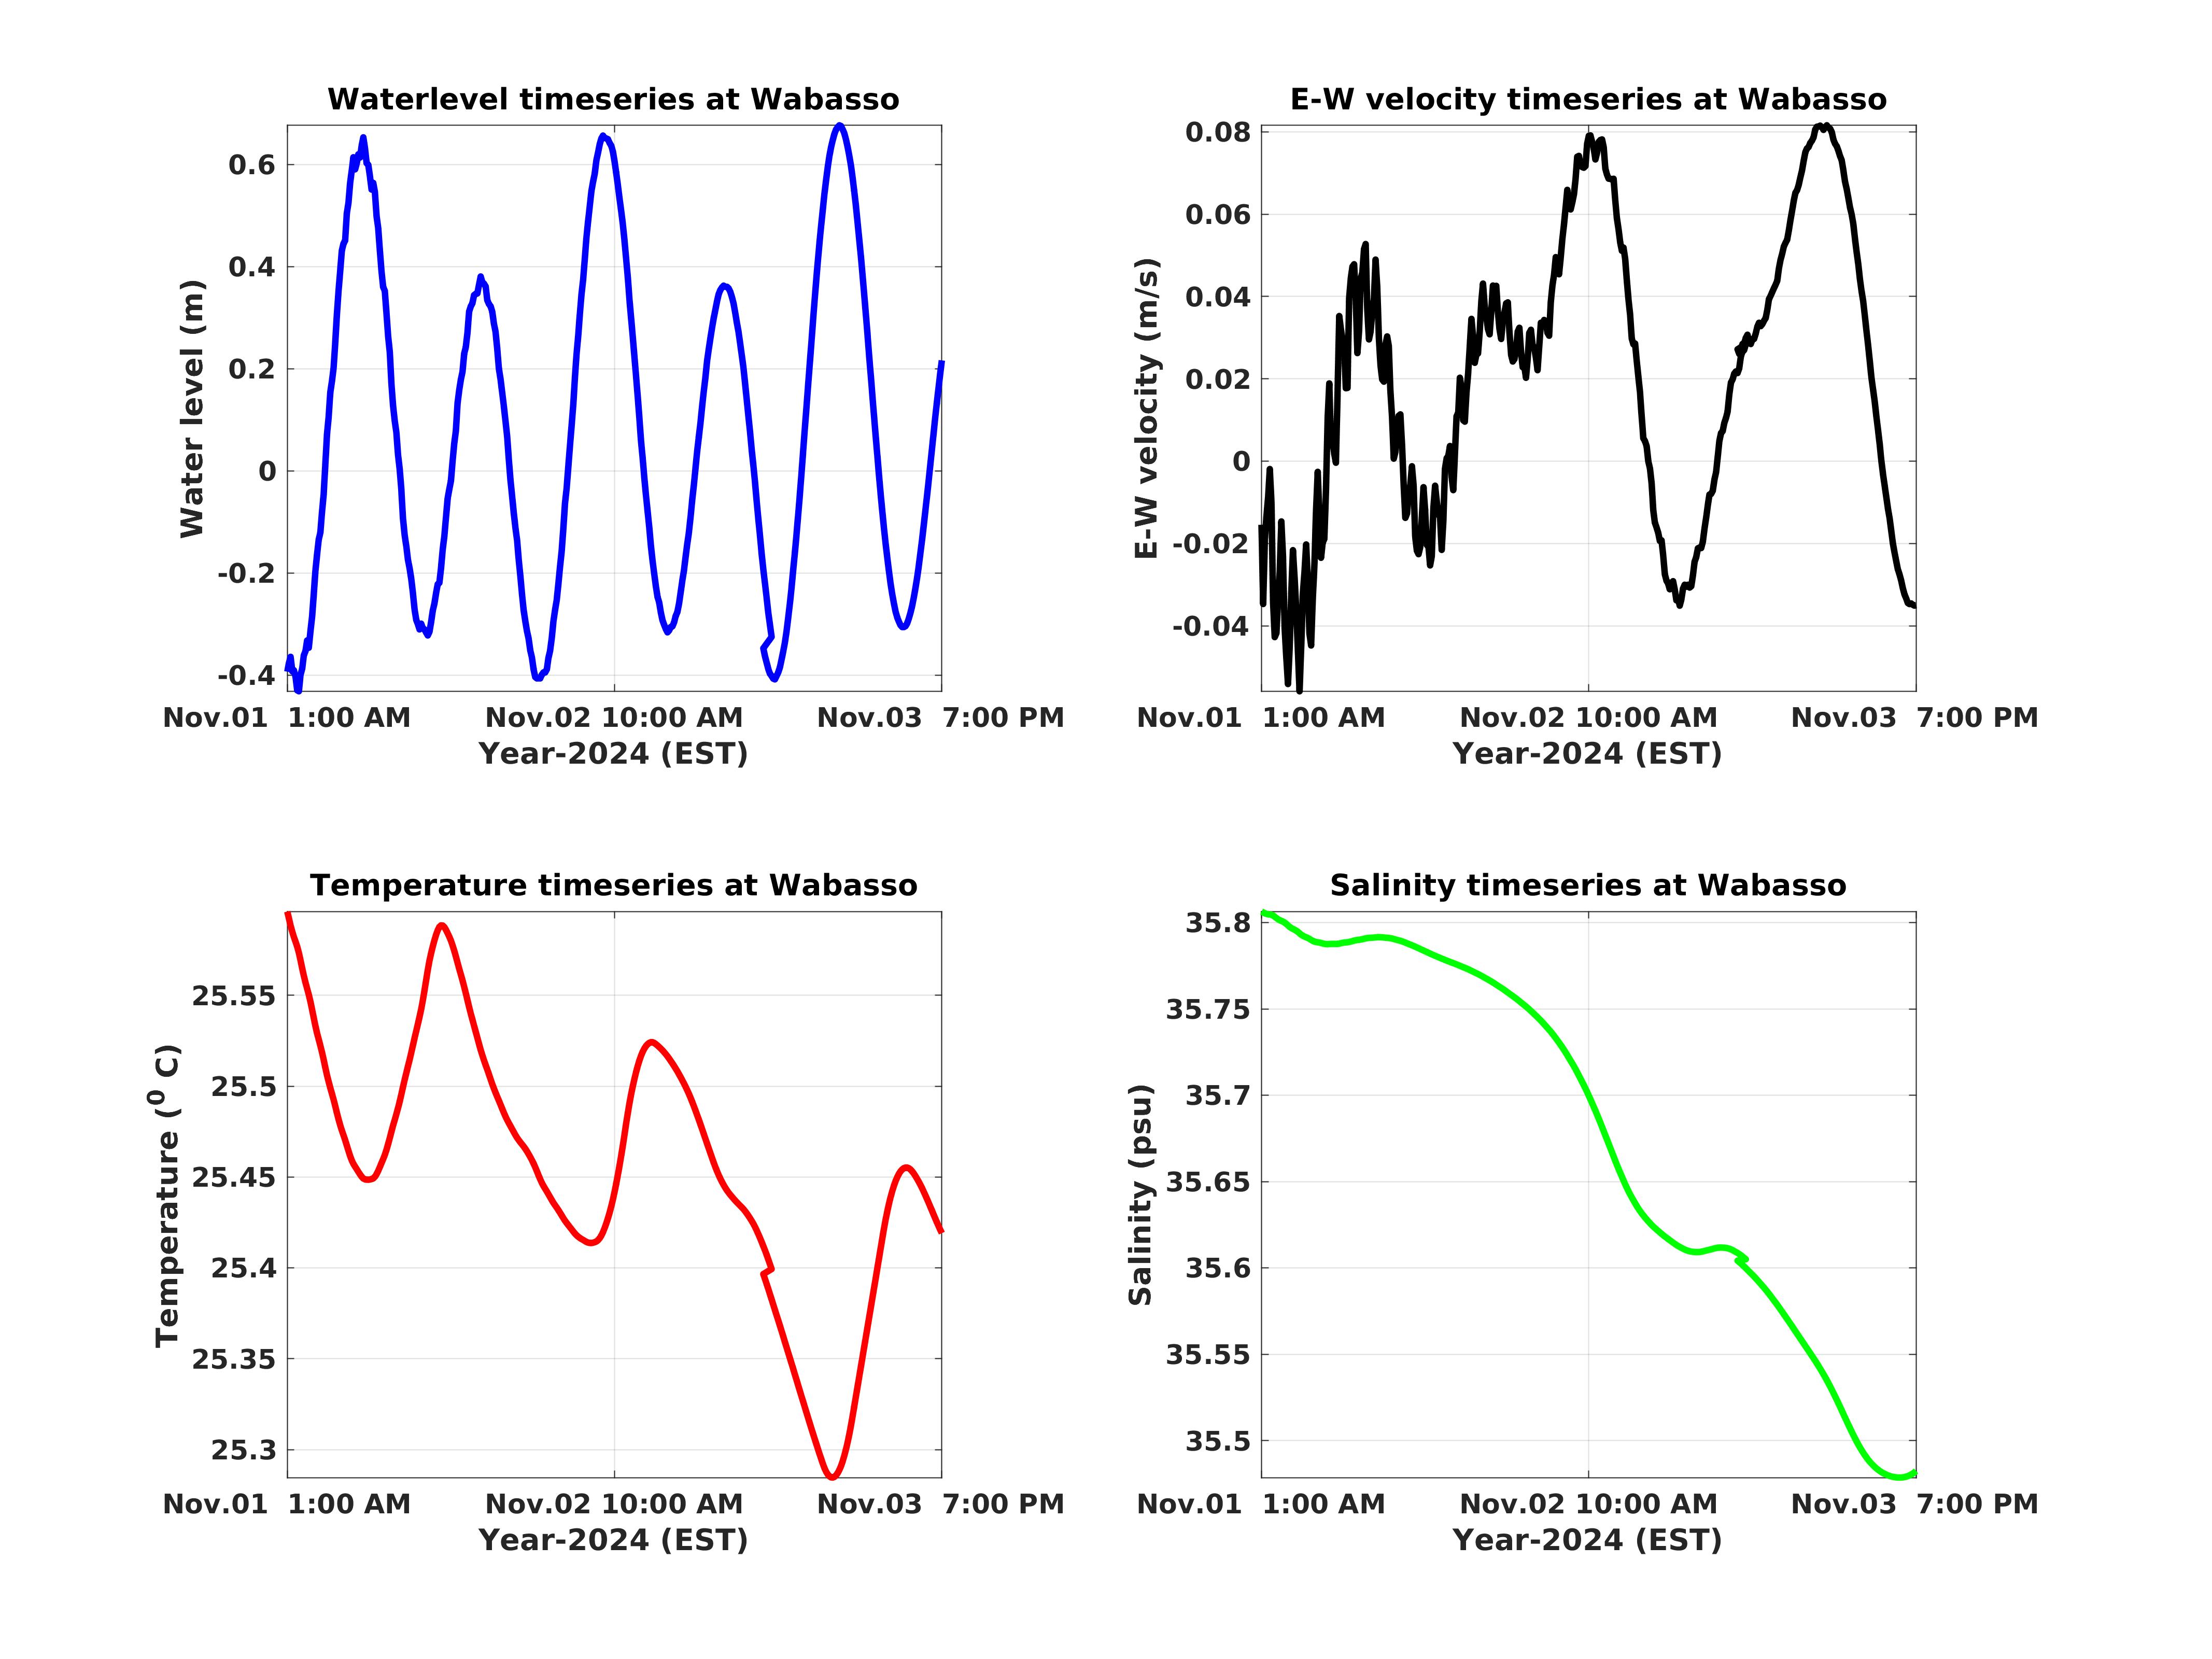 Waterlevel timeseries at Wabasso
Water level (m)
0.6
0.4
0.2
0
-0.2
-0.4
Nov.01 1:00 AM Nov.02 10:00 AM Nov.03 7:00 PM
Year-2024 (EST)
E-W velocity timeseries at Wabasso
E-W velocity (m/s)
0.08
0.06
0.04
0.02
0
-0.02
-0.04
Nov.01 1:00 AM Nov.02 10:00 AM Nov.03 7:00 PM
Year-2024 (EST)
Temperature timeseries at Wabasso
Temperature (⁰ C)
25.55
25.5
25.45
25.4
25.35
25.3
Nov.01 1:00 AM Nov.02 10:00 AM Nov.03 7:00 PM
Year-2024 (EST)
Salinity timeseries at Wabasso
Salinity (psu)
35.8
35.75
35.7
35.65
35.6
35.55
35.5
Nov.01 1:00 AM Nov.02 10:00 AM Nov.03 7:00 PM
Year-2024 (EST)